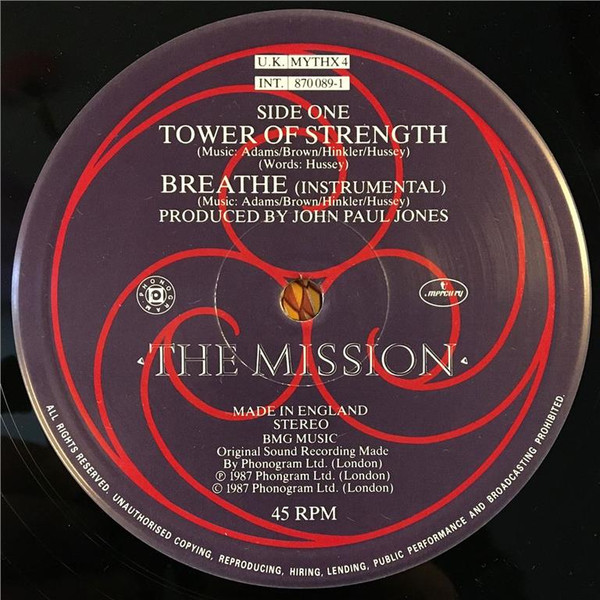 U.K. MYTHX 4
INT. 870 089-1
SIDE ONE
TOWER OF STRENGTH
(Music: Adams/Brown/Hinkler/Hussey)
(Words: Hussey)
BREATHE (INSTRUMENTAL)
(Music: Adams/Brown/Hinkler/Hussey)
PRODUCED BY JOHN PAUL JONES
PHONOGRAM
mercury
THE MISSION
MADE IN ENGLAND
STEREO
BMG MUSIC
Original Sound Recording Made
By Phonogram Ltd. (London)
℗ 1987 Phonogram Ltd. (London)
© 1987 Phonogram Ltd. (London)
45 RPM
ALL RIGHTS RESERVED. UNAUTHORISED COPYING, REPRODUCING, HIRING, LENDING, PUBLIC PERFORMANCE AND BROADCASTING PROHIBITED.